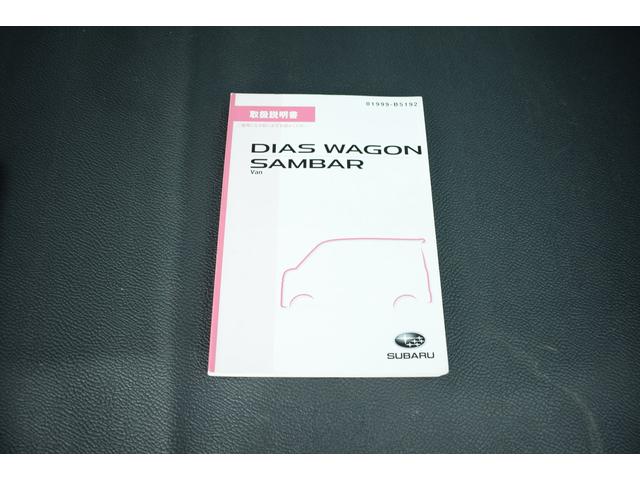 01999-B5192
取扱説明書
DIAS WAGON
SAMBAR
Van
SUBARU